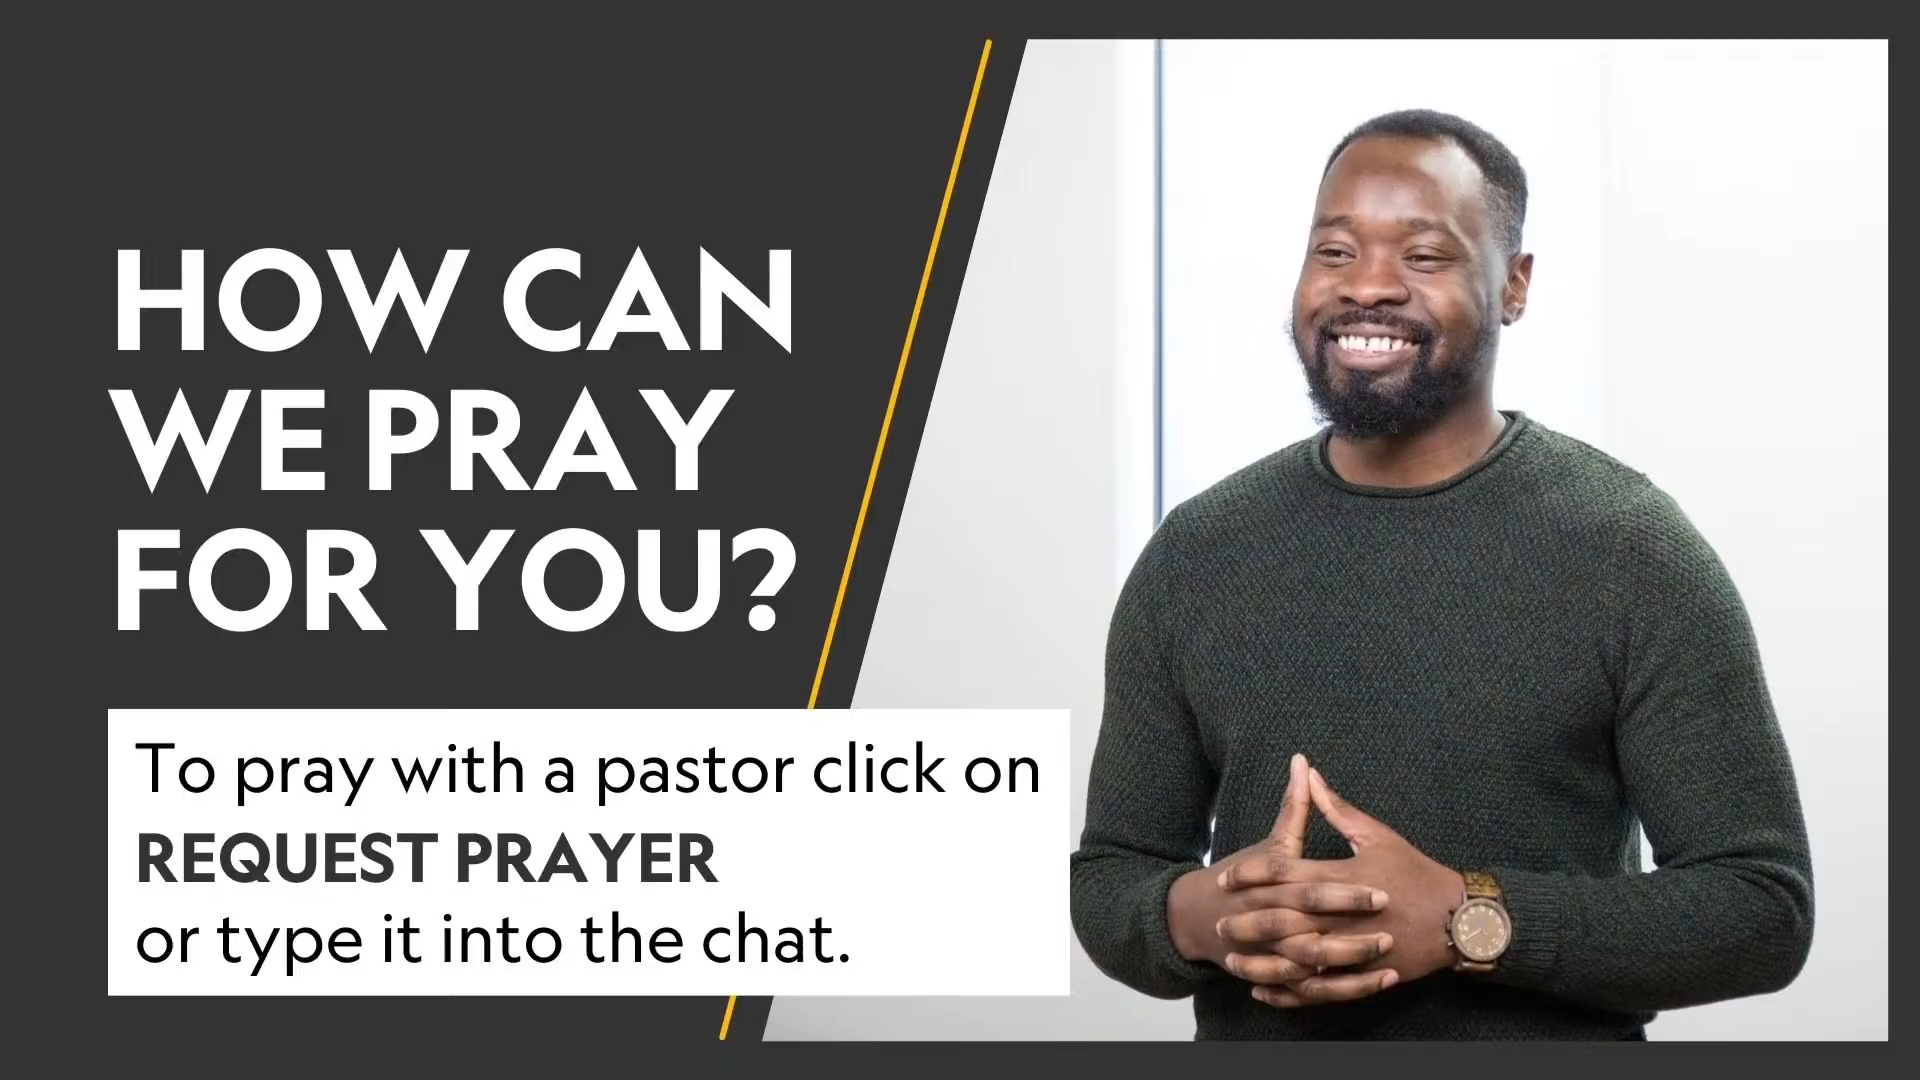 HOW CAN
WE PRAY
FOR YOU?
To pray with a pastor click on
REQUEST PRAYER
or type it into the chat.